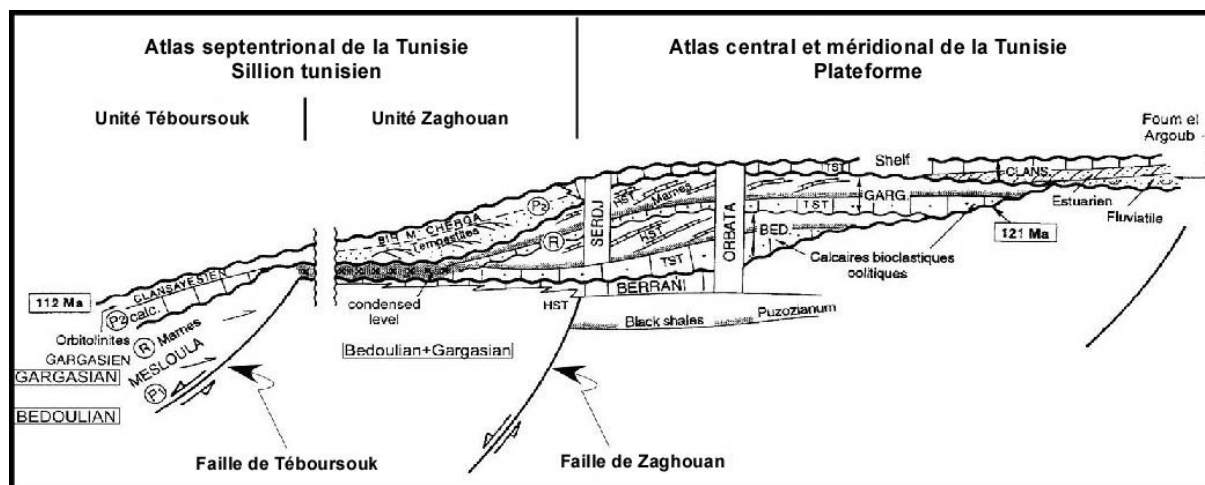 Atlas septentrional de la Tunisie
Sillion tunisien
Atlas central et méridional de la Tunisie
Plateforme
Unité Téboursouk
Unité Zaghouan
Foum el
Argoub
Shelf
TST
CLANS.
HST
Marnes
GARG.
Estuarien
Fluviatile
P2
BIR M. CHERGA
Tempestites
SERDJ
R
HST
TST
121 Ma
ORBATA
BED.
HST
TST
Calcaires bioclastiques
oolitiques
BERRANI
CLANSAYESIEN
112 Ma
P2
calc.
condensed
level
HST
Black shales
Puzozianum
Orbitolinites
R
Marnes
GARGASIEN
MESLOULA
GARGASIAN
P1
BEDOULIAN
Bedoulian+Gargasian
Faille de Téboursouk
Faille de Zaghouan